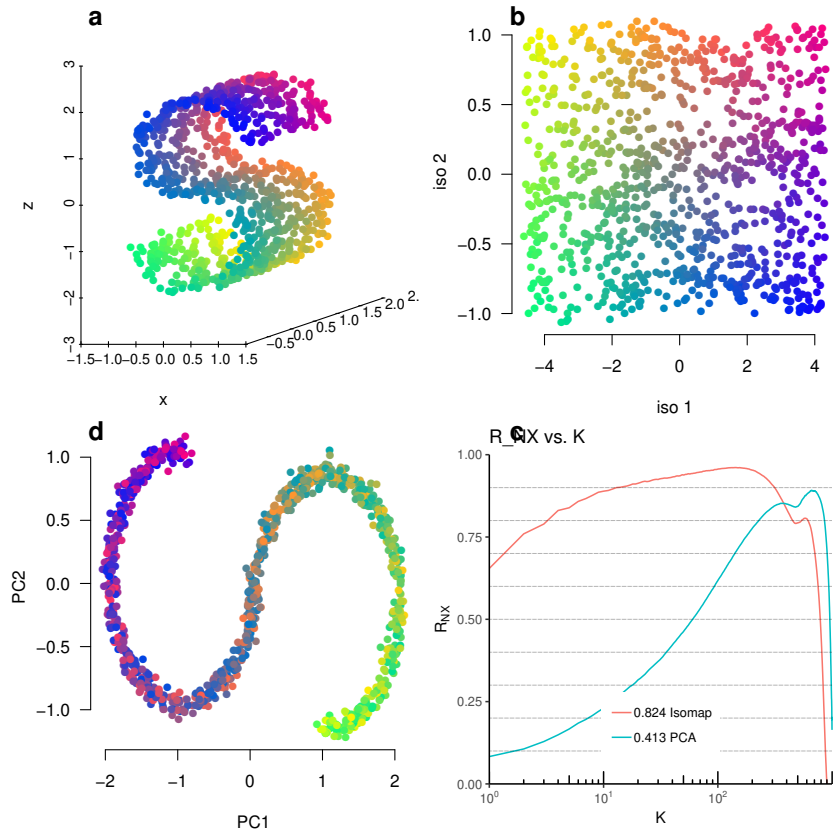 a
3
2
1
0
−1
−2
−3
z
−1.5−1.0−0.5 0.0 0.5 1.0 1.5
−0.5 0.0 0.5 1.0 1.5 2.0 2.
x
b
1.0
0.5
0.0
−0.5
−1.0
iso 2
−4 −2 0 2 4
iso 1
d
1.0
0.5
0.0
−0.5
−1.0
PC2
−2 −1 0 1 2
PC1
c
R_NX vs. K
1.00
0.75
0.50
0.25
0.00
R_NX
0.824 Isomap
0.413 PCA
10⁰ 10¹ 10²
K